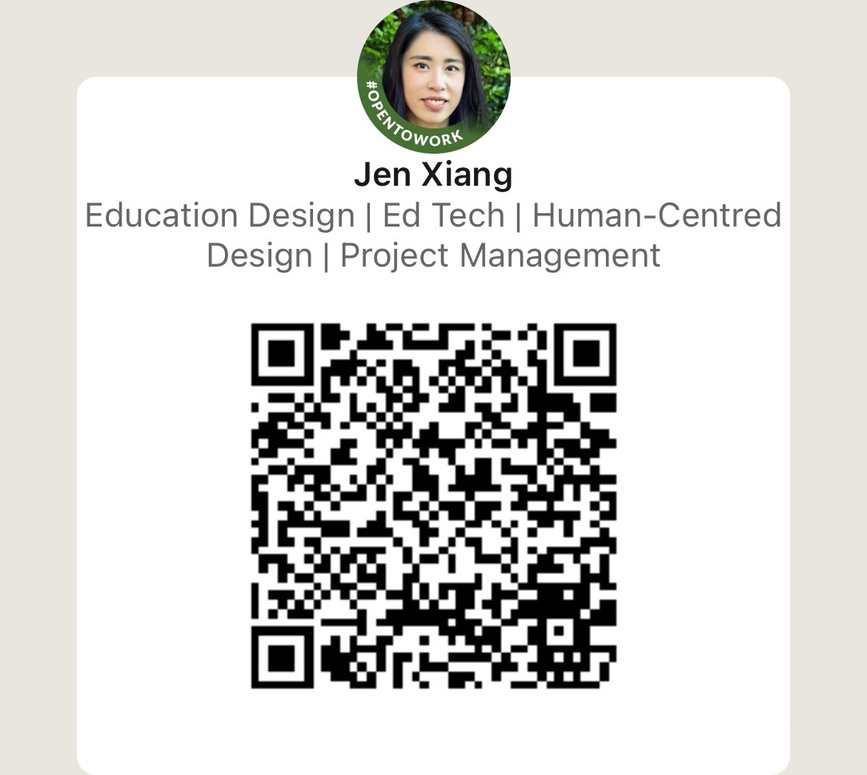 #OPENTOWORK
Jen Xiang
Education Design | Ed Tech | Human-Centred
Design | Project Management